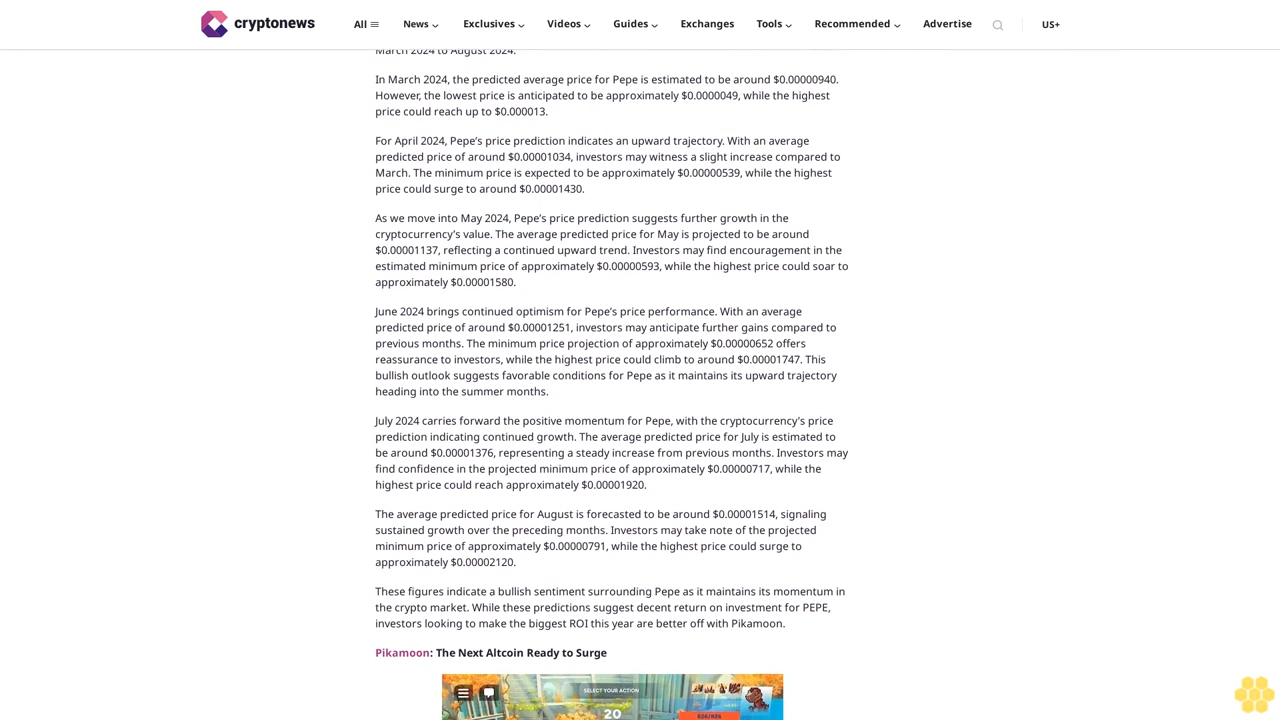 cryptonews
All
News
Exclusives
Videos
Guides
Exchanges
Tools
Recommended
Advertise
US+
March 2024 to August 2024.
In March 2024, the predicted average price for Pepe is estimated to be around $0.00000940.
However, the lowest price is anticipated to be approximately $0.0000049, while the highest
price could reach up to $0.000013.
For April 2024, Pepe’s price prediction indicates an upward trajectory. With an average
predicted price of around $0.00001034, investors may witness a slight increase compared to
March. The minimum price is expected to be approximately $0.00000539, while the highest
price could surge to around $0.00001430.
As we move into May 2024, Pepe’s price prediction suggests further growth in the
cryptocurrency’s value. The average predicted price for May is projected to be around
$0.00001137, reflecting a continued upward trend. Investors may find encouragement in the
estimated minimum price of approximately $0.00000593, while the highest price could soar to
approximately $0.00001580.
June 2024 brings continued optimism for Pepe’s price performance. With an average
predicted price of around $0.00001251, investors may anticipate further gains compared to
previous months. The minimum price projection of approximately $0.00000652 offers
reassurance to investors, while the highest price could climb to around $0.00001747. This
bullish outlook suggests favorable conditions for Pepe as it maintains its upward trajectory
heading into the summer months.
July 2024 carries forward the positive momentum for Pepe, with the cryptocurrency’s price
prediction indicating continued growth. The average predicted price for July is estimated to
be around $0.00001376, representing a steady increase from previous months. Investors may
find confidence in the projected minimum price of approximately $0.00000717, while the
highest price could reach approximately $0.00001920.
The average predicted price for August is forecasted to be around $0.00001514, signaling
sustained growth over the preceding months. Investors may take note of the projected
minimum price of approximately $0.00000791, while the highest price could surge to
approximately $0.00002120.
These figures indicate a bullish sentiment surrounding Pepe as it maintains its momentum in
the crypto market. While these predictions suggest decent return on investment for PEPE,
investors looking to make the biggest ROI this year are better off with Pikamoon.
Pikamoon: The Next Altcoin Ready to Surge
SELECT YOUR ACTION
20